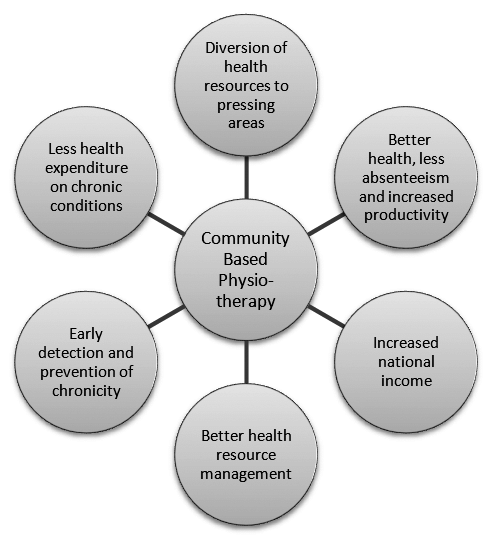 Diversion of
health
resources to
pressing
areas
Better
health, less
absenteeism
and increased
productivity
Increased
national
income
Better health
resource
management
Early
detection and
prevention of
chronicity
Less health
expenditure
on chronic
conditions
Community
Based
Physio-
therapy